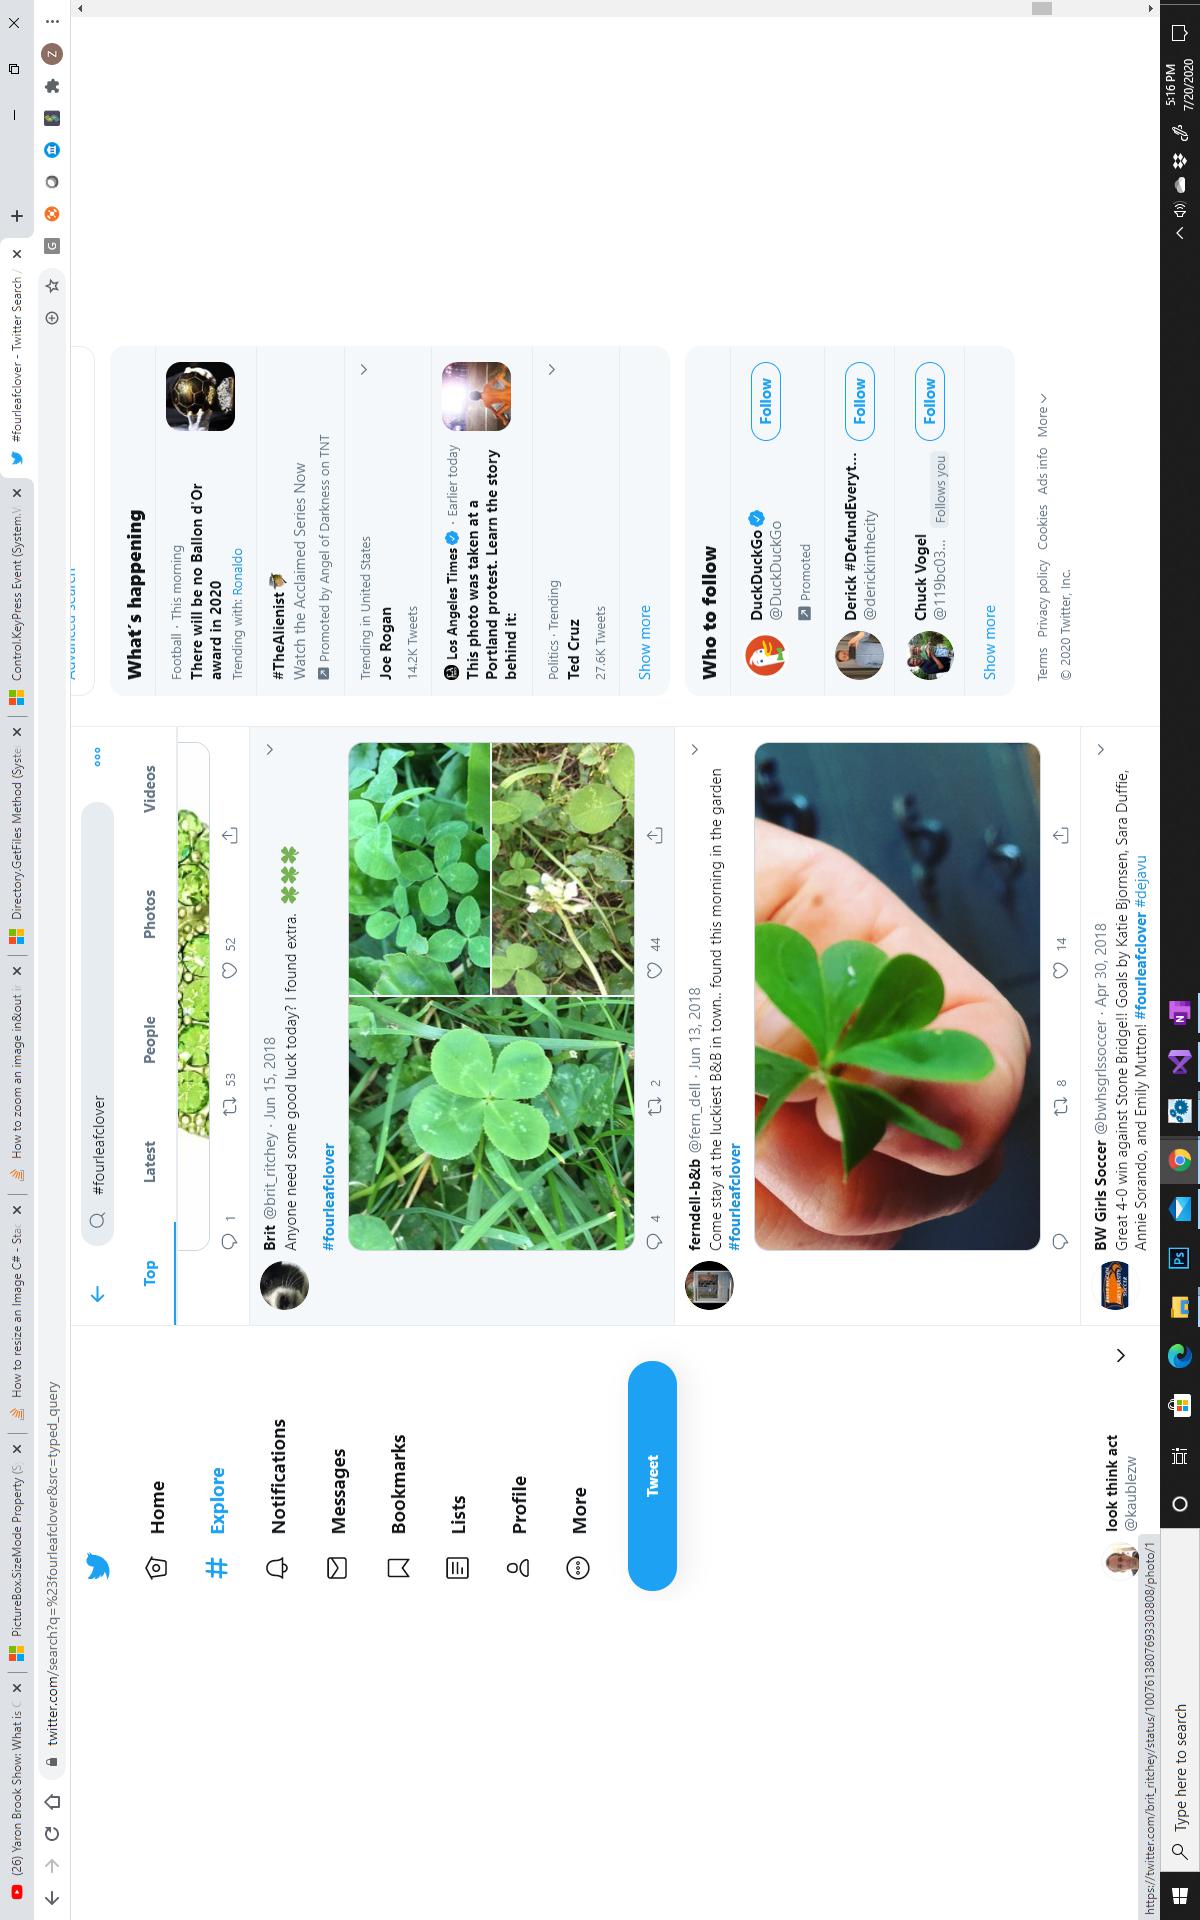 (26) Yaron Brook Show: What is C
PictureBox.SizeMode Property (S
How to resize an Image C# - Stac
How to zoom an image in&out in
Directory.GetFiles Method (Syste
Control.KeyPress Event (System.V
#fourleafclover - Twitter Search /
twitter.com/search?q=%23fourleafclover&src=typed_query
G
Z
Home
Explore
Notifications
Messages
Bookmarks
Lists
Profile
More
Tweet
look think act
@kaublezw
#fourleafclover
Top
Latest
People
Photos
Videos
1
53
52
Brit @brit_ritchey · Jun 15, 2018
Anyone need some good luck today? I found extra. 🍀🍀🍀
#fourleafclover
4
2
44
ferndell-b&b @fern_dell · Jun 13, 2018
Come stay at the luckiest B&B in town.. found this morning in the garden
#fourleafclover
8
14
BW Girls Soccer @bwhsgrlssoccer · Apr 30, 2018
Great 4-0 win against Stone Bridge!! Goals by Katie Bjornsen, Sara Duffie,
Annie Sorando, and Emily Mutton! #fourleafclover #dejavu
Advanced search
What's happening
Football · This morning
There will be no Ballon d'Or
award in 2020
Trending with: Ronaldo
#TheAlienist
Watch the Acclaimed Series Now
Promoted by Angel of Darkness on TNT
Trending in United States
Joe Rogan
14.2K Tweets
Los Angeles Times · Earlier today
This photo was taken at a
Portland protest. Learn the story
behind it:
Politics · Trending
Ted Cruz
27.6K Tweets
Show more
Who to follow
DuckDuckGo
@DuckDuckGo
Follow
Promoted
Derick #DefundEveryt...
@derickinthecity
Follow
Chuck Vogel
@119bc03... Follows you
Follow
Show more
Terms Privacy policy Cookies Ads info More
© 2020 Twitter, Inc.
https://twitter.com/brit_ritchey/status/1007613807693303808/photo/1
Type here to search
Ps
N
5:16 PM
7/20/2020